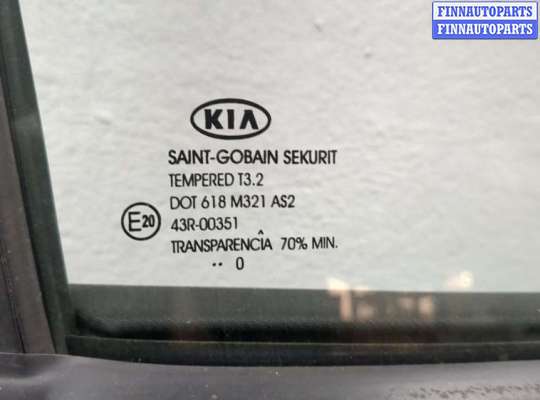 FINNAUTOPARTS
FINNAUTOPARTS
KIA
SAINT-GOBAIN SEKURIT
TEMPERED T3.2
DOT 618 M321 AS2
E20 43R-00351
TRANSPARENCIÂ 70% MIN.
·· 0